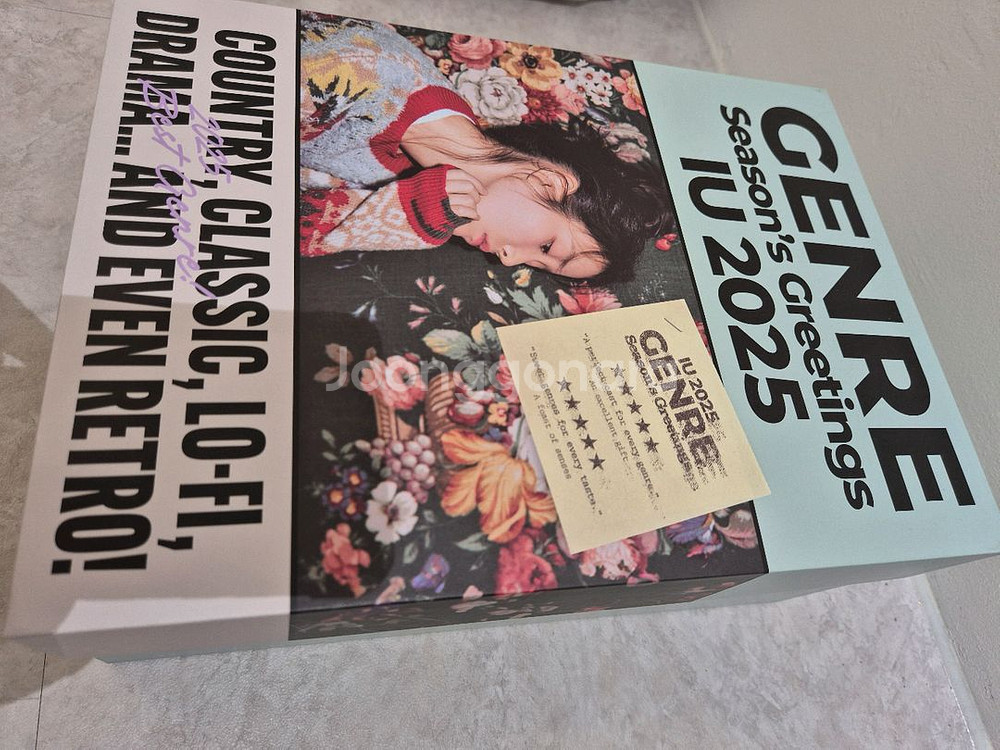 GENRE
Season's Greetings
IU 2025
IU 2025
GENRE
Season's Greetings
★★★★★
★★★★★
A feast of senses
COUNTRY, CLASSIC, LO-FI,
DRAMA... AND EVEN RETRO!
2025
Best Genre!
Joonggonara